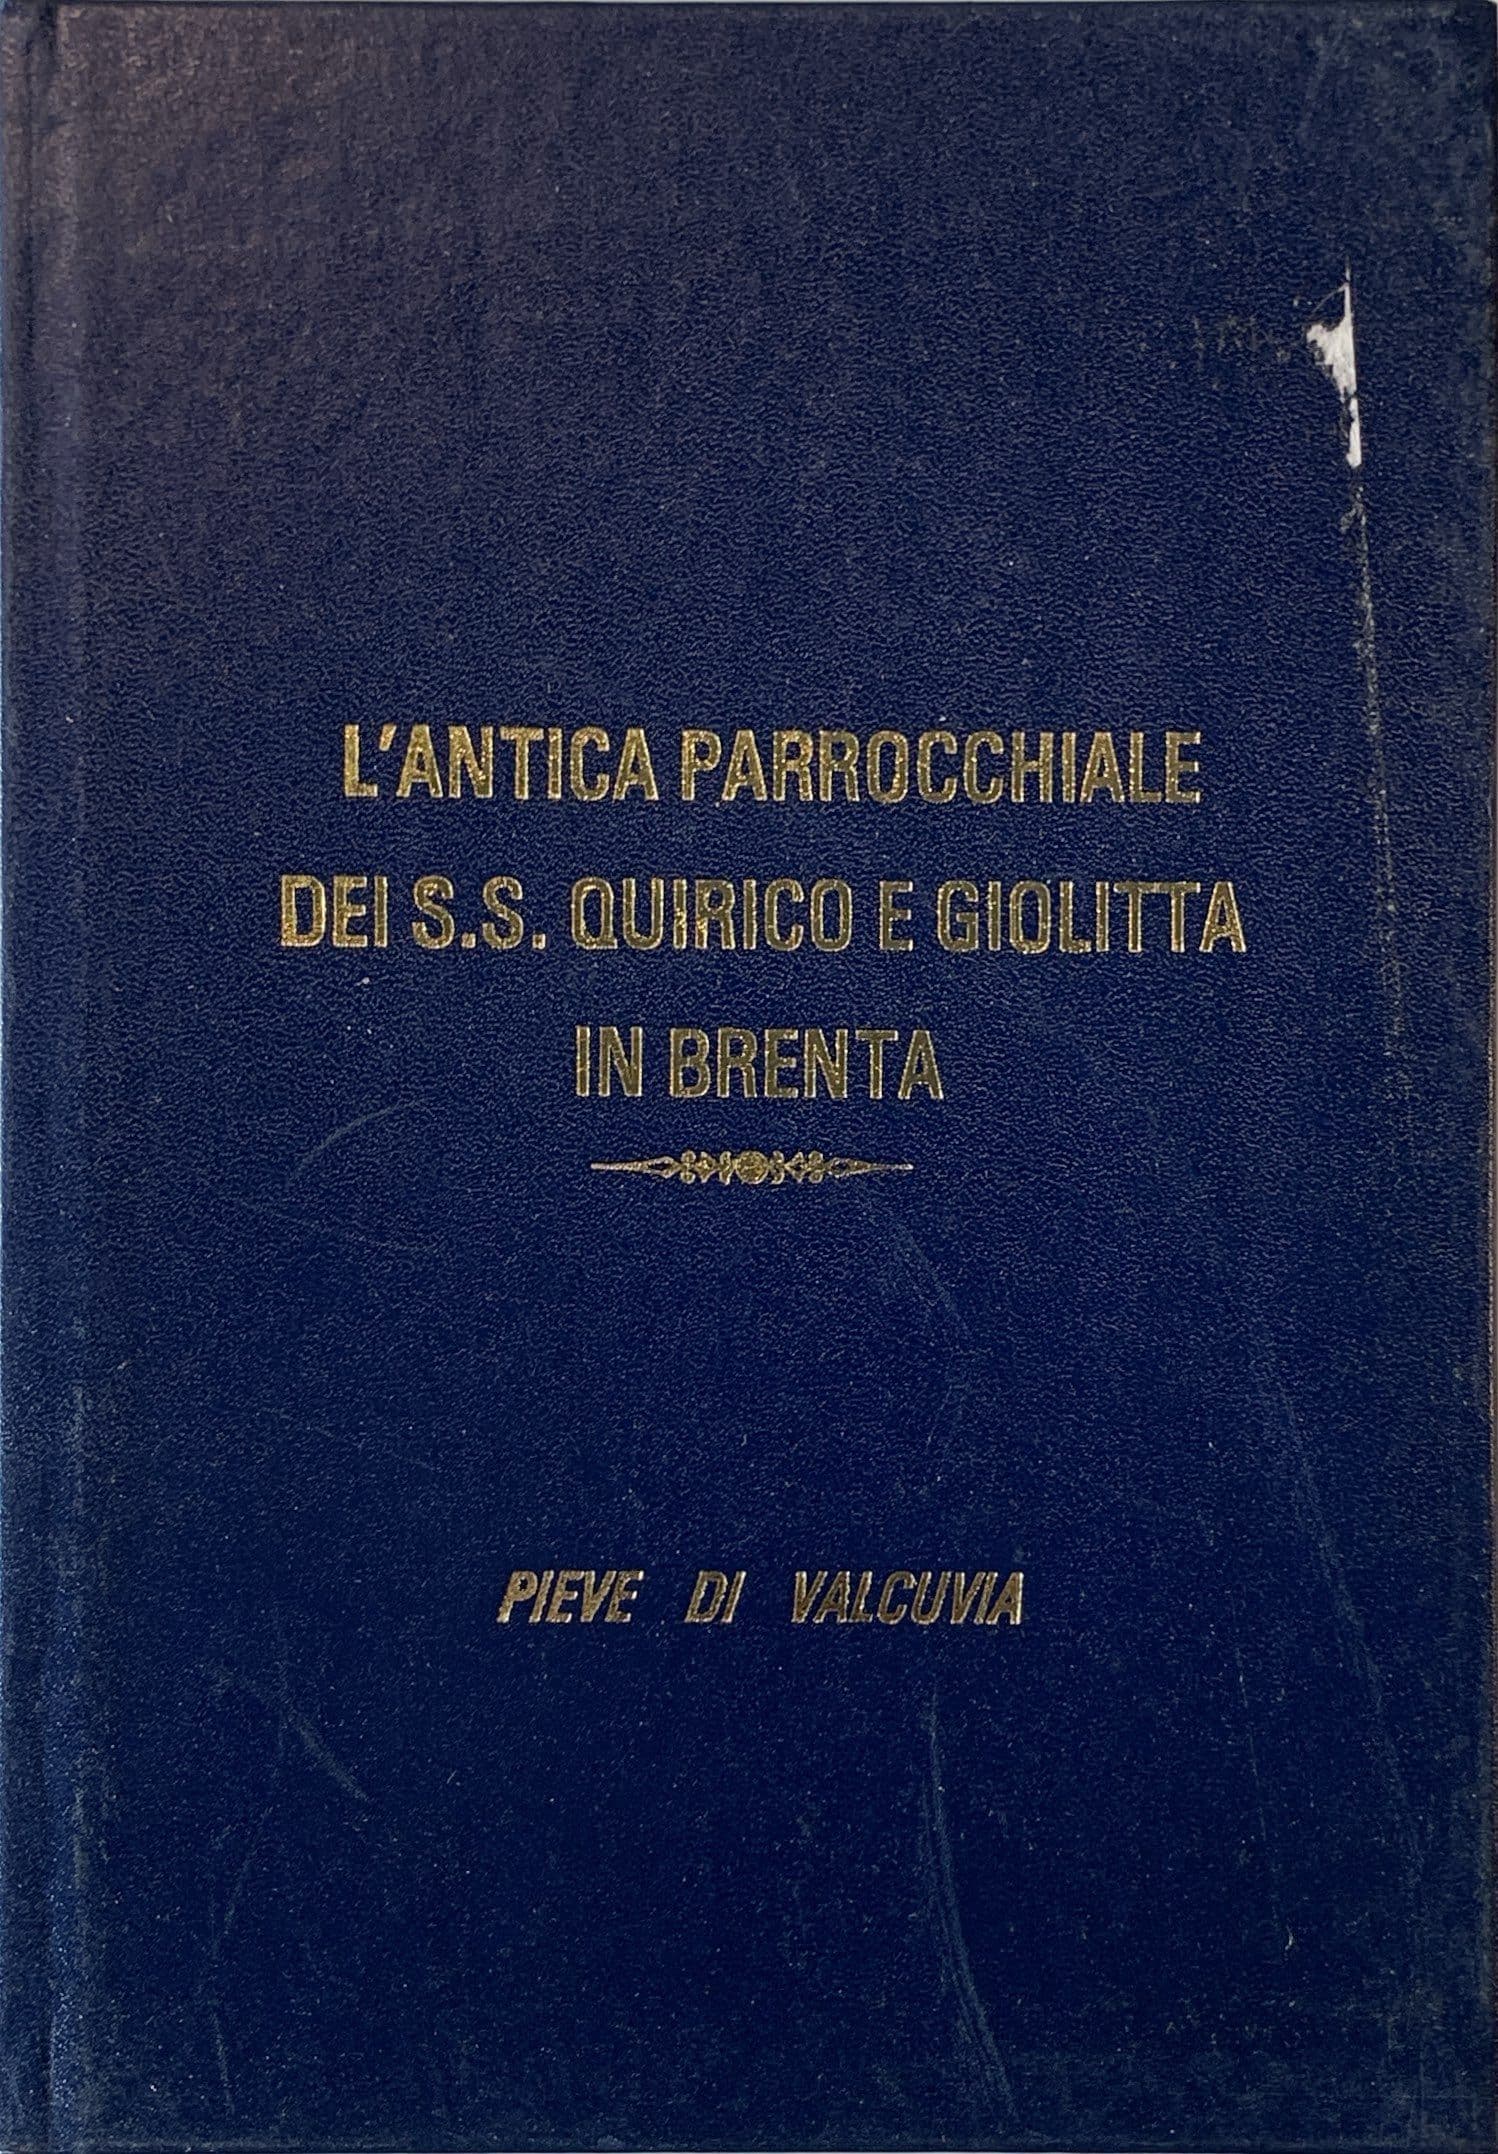 L'ANTICA PARROCCHIALE
DEI S.S. QUIRICO E GIOLITTA
IN BRENTA
PIEVE DI VALCUVIA